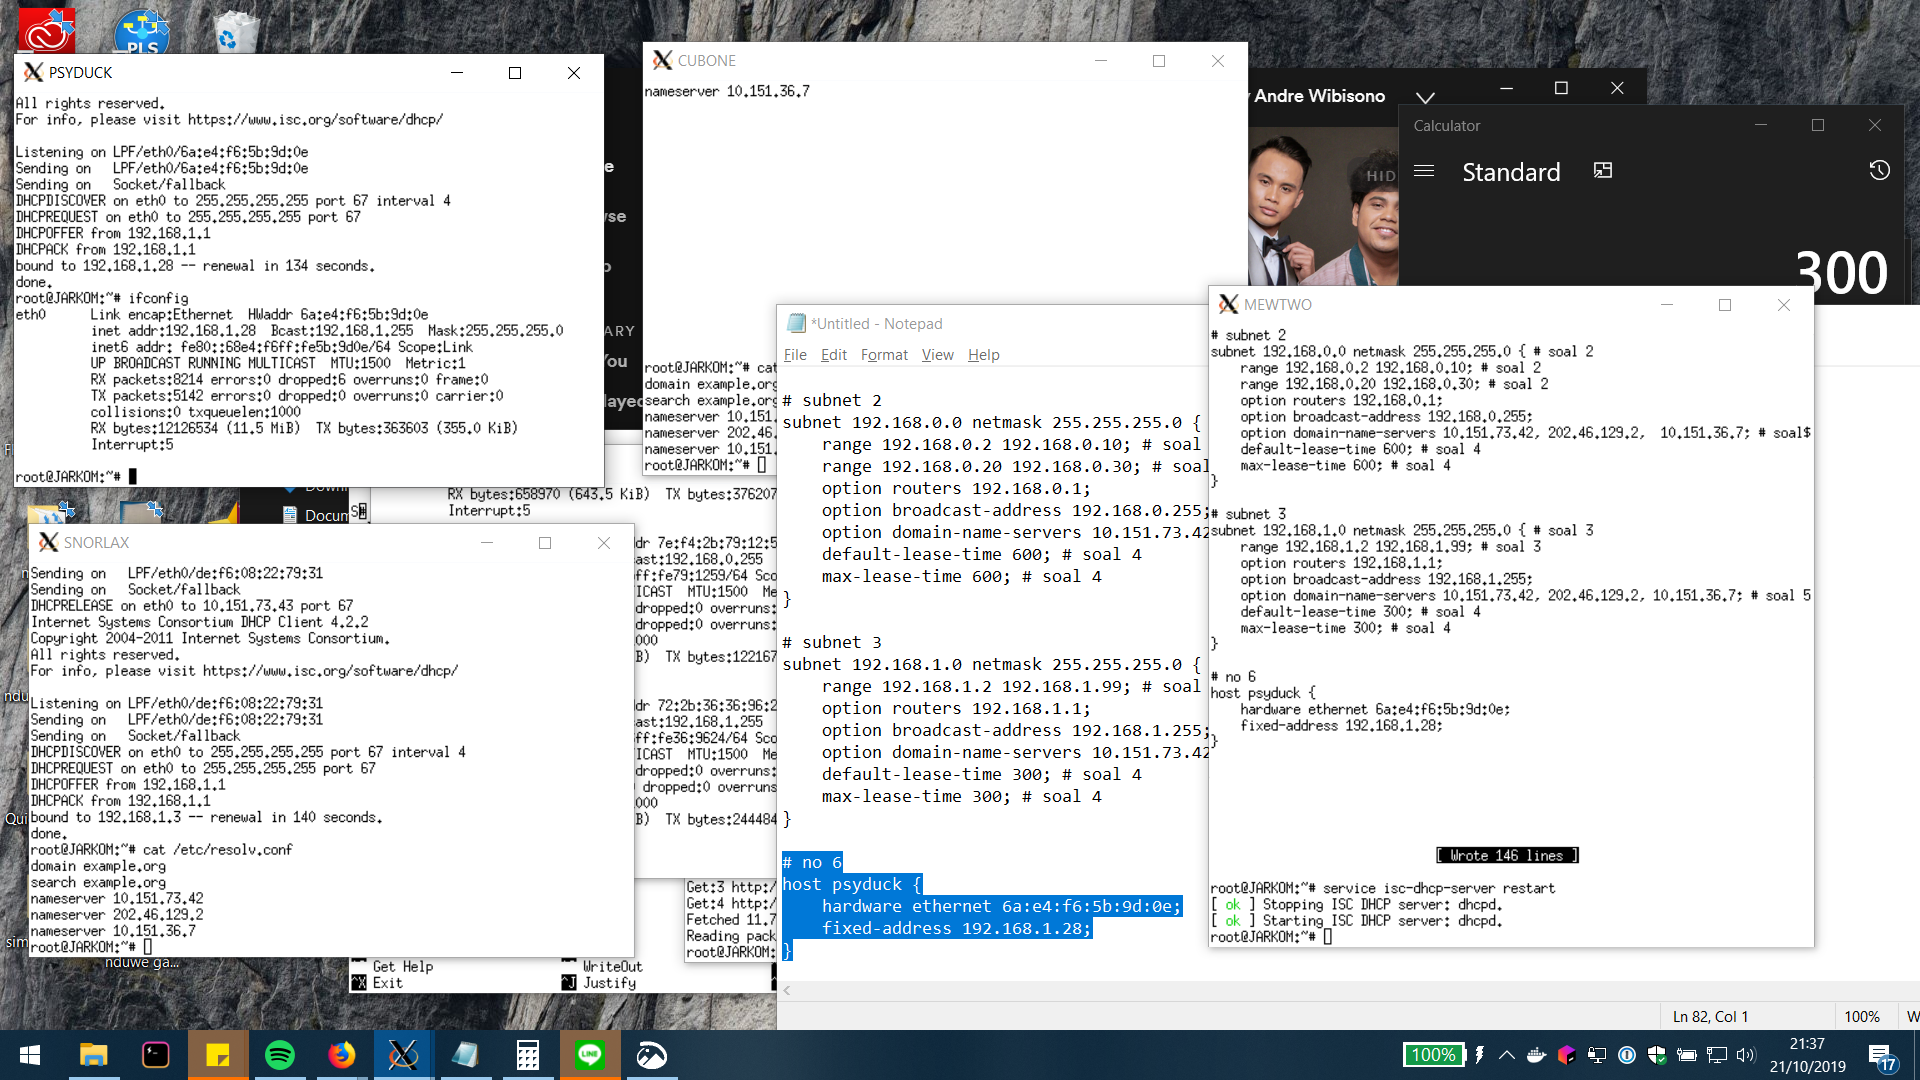 PLS
PSYDUCK
All rights reserved.
For info, please visit https://www.isc.org/software/dhcp/
Listening on LPF/eth0/6a:e4:f6:5b:9d:0e
Sending on   LPF/eth0/6a:e4:f6:5b:9d:0e
Sending on   Socket/fallback
DHCPDISCOVER on eth0 to 255.255.255.255 port 67 interval 4
DHCPREQUEST on eth0 to 255.255.255.255 port 67
DHCPOFFER from 192.168.1.1
DHCPACK from 192.168.1.1
bound to 192.168.1.28 -- renewal in 134 seconds.
done.
root@JARKOM:~# ifconfig
eth0      Link encap:Ethernet  HWaddr 6a:e4:f6:5b:9d:0e
inet addr:192.168.1.28  Bcast:192.168.1.255  Mask:255.255.255.0
inet6 addr: fe80::68e4:f6ff:fe5b:9d0e/64 Scope:Link
UP BROADCAST RUNNING MULTICAST  MTU:1500  Metric:1
RX packets:8214 errors:0 dropped:6 overruns:0 frame:0
TX packets:5142 errors:0 dropped:0 overruns:0 carrier:0
collisions:0 txqueuelen:1000
RX bytes:12126534 (11.5 MiB)  TX bytes:363603 (355.0 KiB)
Interrupt:5
root@JARKOM:~#
CUBONE
nameserver 10.151.36.7
root@JARKOM:~# cat
domain example.org
search example.org
nameserver 10.151.
nameserver 202.46.
nameserver 10.151.
root@JARKOM:~#
Andre Wibisono
HID
Calculator
Standard
300
SNORLAX
Sending on   LPF/eth0/de:f6:08:22:79:31
Sending on   Socket/fallback
DHCPRELEASE on eth0 to 10.151.73.43 port 67
Internet Systems Consortium DHCP Client 4.2.2
Copyright 2004-2011 Internet Systems Consortium.
All rights reserved.
For info, please visit https://www.isc.org/software/dhcp/
Listening on LPF/eth0/de:f6:08:22:79:31
Sending on   LPF/eth0/de:f6:08:22:79:31
Sending on   Socket/fallback
DHCPDISCOVER on eth0 to 255.255.255.255 port 67 interval 4
DHCPREQUEST on eth0 to 255.255.255.255 port 67
DHCPOFFER from 192.168.1.1
DHCPACK from 192.168.1.1
bound to 192.168.1.3 -- renewal in 140 seconds.
done.
root@JARKOM:~# cat /etc/resolv.conf
domain example.org
search example.org
nameserver 10.151.73.42
nameserver 202.46.129.2
nameserver 10.151.36.7
root@JARKOM:~#
nduwe ga...
RX bytes:658970 (643.5 KiB)  TX bytes:376207
Interrupt:5
dr 7e:f4:2b:79:12:5
cast:192.168.0.255
ff:fe79:1259/64 Sco
ICAST  MTU:1500  Me
dropped:0 overruns:
dropped:0 overruns:
000
B)  TX bytes:122167
dr 72:2b:36:36:96:2
cast:192.168.1.255
ff:fe36:9624/64 Sco
ICAST  MTU:1500  Me
dropped:0 overruns:
dropped:0 overruns:
000
B)  TX bytes:244484
Get:3 http:/
Get:4 http:/
Fetched 11.7
Reading pack
root@JARKOM:
^G Get Help
WriteOut
^X Exit
^J Justify
*Untitled - Notepad
File Edit Format View Help
# subnet 2
subnet 192.168.0.0 netmask 255.255.255.0 {
range 192.168.0.2 192.168.0.10; # soal
range 192.168.0.20 192.168.0.30; # soal
option routers 192.168.0.1;
option broadcast-address 192.168.0.255;
option domain-name-servers 10.151.73.42
default-lease-time 600; # soal 4
max-lease-time 600; # soal 4
}
# subnet 3
subnet 192.168.1.0 netmask 255.255.255.0 {
range 192.168.1.2 192.168.1.99; # soal
option routers 192.168.1.1;
option broadcast-address 192.168.1.255;
option domain-name-servers 10.151.73.42
default-lease-time 300; # soal 4
max-lease-time 300; # soal 4
}
# no 6
host psyduck {
hardware ethernet 6a:e4:f6:5b:9d:0e;
fixed-address 192.168.1.28;
}
Ln 82, Col 1
100%
MEWTWO
# subnet 2
subnet 192.168.0.0 netmask 255.255.255.0 { # soal 2
range 192.168.0.2 192.168.0.10; # soal 2
range 192.168.0.20 192.168.0.30; # soal 2
option routers 192.168.0.1;
option broadcast-address 192.168.0.255;
option domain-name-servers 10.151.73.42, 202.46.129.2,  10.151.36.7; # soal$
default-lease-time 600; # soal 4
max-lease-time 600; # soal 4
}
# subnet 3
subnet 192.168.1.0 netmask 255.255.255.0 { # soal 3
range 192.168.1.2 192.168.1.99; # soal 3
option routers 192.168.1.1;
option broadcast-address 192.168.1.255;
option domain-name-servers 10.151.73.42, 202.46.129.2, 10.151.36.7; # soal 5
default-lease-time 300; # soal 4
max-lease-time 300; # soal 4
}
# no 6
host psyduck {
hardware ethernet 6a:e4:f6:5b:9d:0e;
fixed-address 192.168.1.28;
}
[ Wrote 146 lines ]
root@JARKOM:~# service isc-dhcp-server restart
[ ok ] Stopping ISC DHCP server: dhcpd.
[ ok ] Starting ISC DHCP server: dhcpd.
root@JARKOM:~#
LINE
100%
21:37
21/10/2019
17